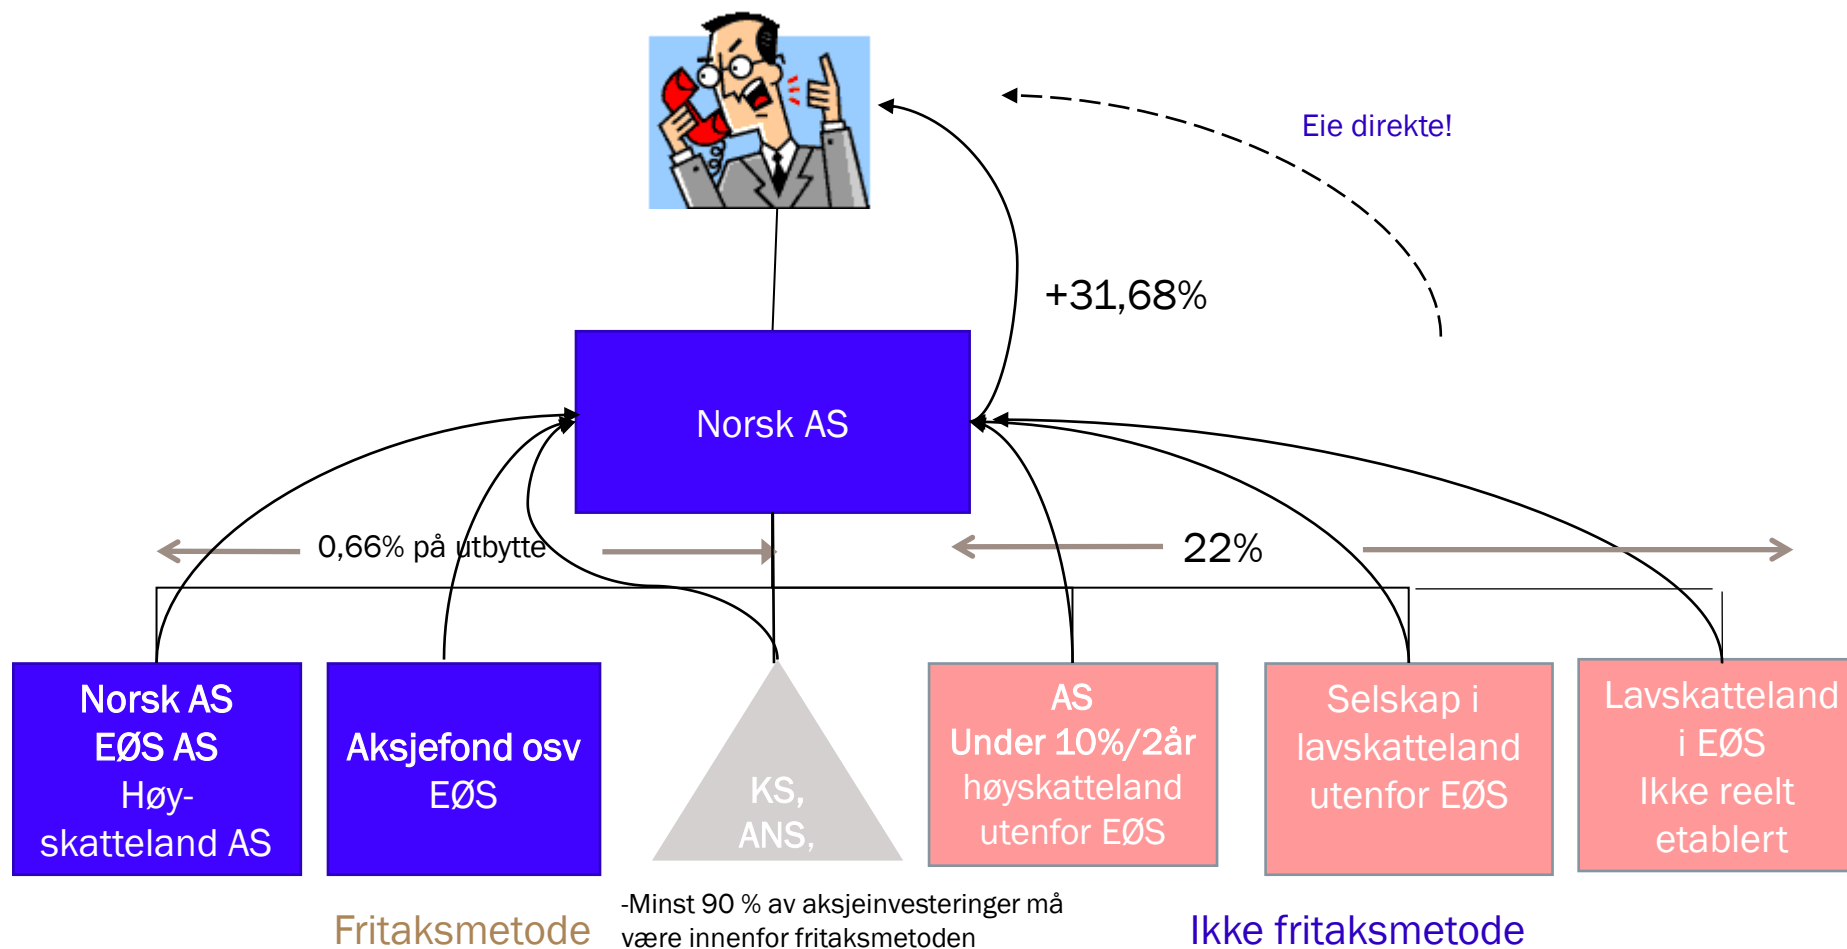 Eie direkte!
+31,68%
Norsk AS
0,66% på utbytte
22%
Norsk AS
EØS AS
Høy-
skatteland AS
Aksjefond osv
EØS
KS,
ANS,
AS
Under 10%/2år
høyskatteland
utenfor EØS
Selskap i
lavskatteland
utenfor EØS
Lavskatteland
i EØS
Ikke reelt
etablert
Fritaksmetode
-Minst 90 % av aksjeinvesteringer må
være innenfor fritaksmetoden
Ikke fritaksmetode